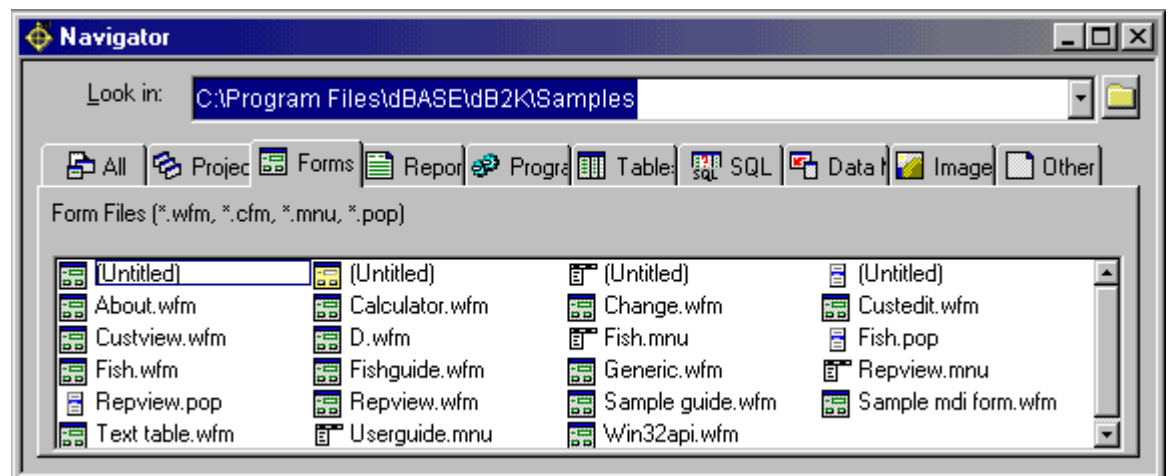 Navigator
Look in: C:\Program Files\dBASE\dB2K\Samples
All Projec Forms Repor Progra Table: SQL Data Image Other
Form Files (*.wfm, *.cfm, *.mnu, *.pop)
(Untitled) (Untitled) (Untitled) (Untitled)
About.wfm Calculator.wfm Change.wfm Custedit.wfm
Custview.wfm D.wfm Fish.mnu Fish.pop
Fish.wfm Fishguide.wfm Generic.wfm Repview.mnu
Repview.pop Repview.wfm Sample guide.wfm Sample mdi form.wfm
Text table.wfm Userguide.mnu Win32api.wfm